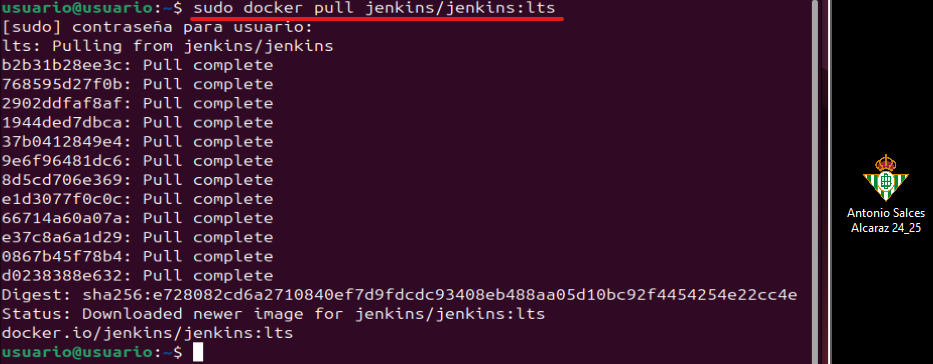 usuario@usuario:~$ sudo docker pull jenkins/jenkins:lts
[sudo] contraseña para usuario:
lts: Pulling from jenkins/jenkins
b2b31b28ee3c: Pull complete
768595d27f0b: Pull complete
2902ddfaf8af: Pull complete
1944ded7dbca: Pull complete
37b0412849e4: Pull complete
9e6f96481dc6: Pull complete
8d5cd706e369: Pull complete
e1d3077f0c0c: Pull complete
66714a60a07a: Pull complete
e37c8a6a1d29: Pull complete
0867b45f78b4: Pull complete
d0238388e632: Pull complete
Digest: sha256:e728082cd6a2710840ef7d9fdcdc93408eb488aa05d10bc92f4454254e22cc4e
Status: Downloaded newer image for jenkins/jenkins:lts
docker.io/jenkins/jenkins:lts
usuario@usuario:~$
Antonio Salces
Alcaraz 24_25